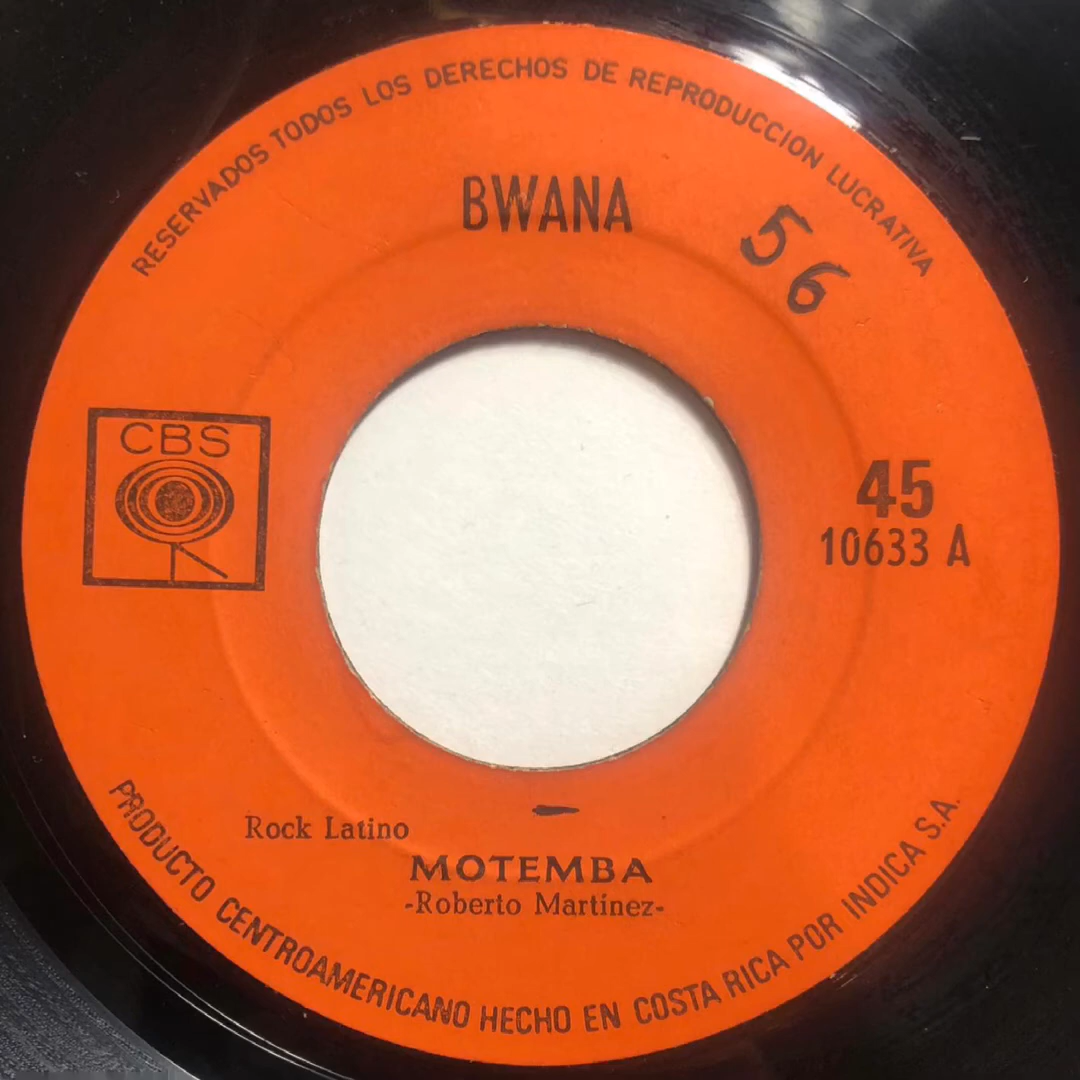 RESERVADOS TODOS LOS DERECHOS DE REPRODUCCION LUCRATIVA
BWANA
56
CBS
45
10633 A
Rock Latino
MOTEMBA
-Roberto Martinez-
PRODUCTO CENTROAMERICANO HECHO EN COSTA RICA POR INDICA S.A.